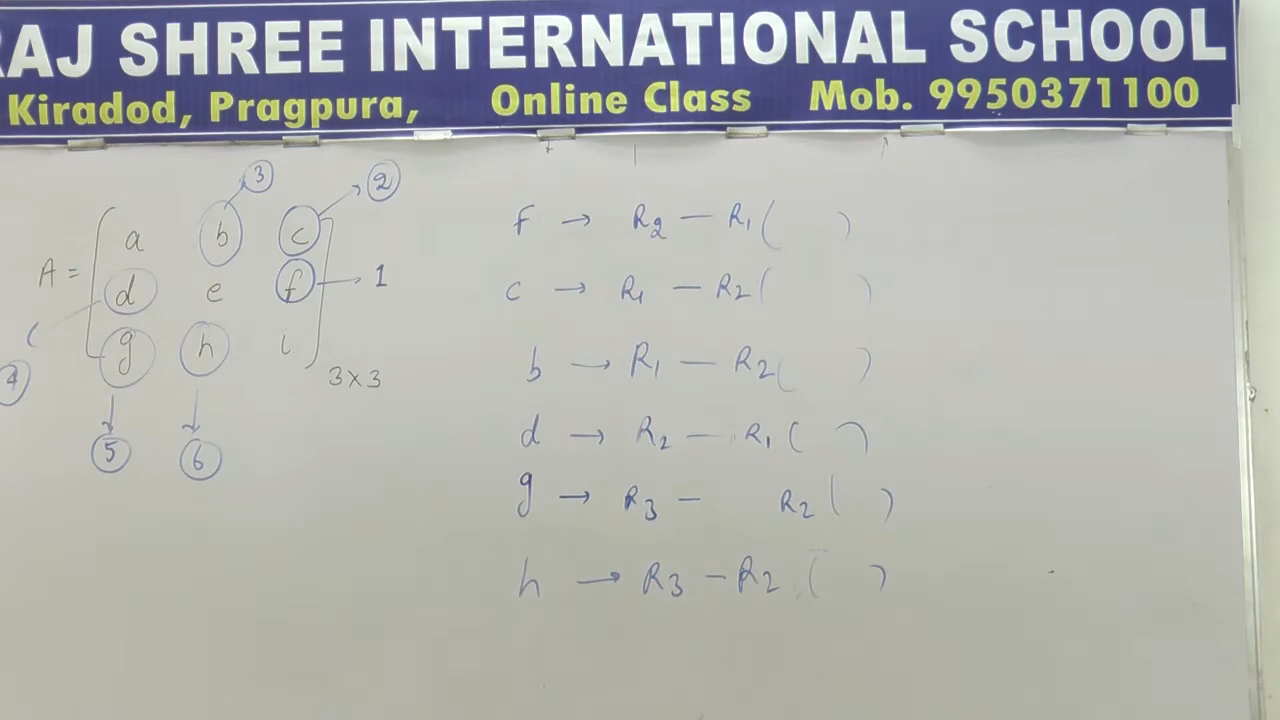 RAJ SHREE INTERNATIONAL SCHOOL
Kiradod, Pragpura, Online Class Mob. 9950371100
3 2
a b c
A = d e f 1
g h i
4 3 x 3
5 6
f → R2 — R1( )
c → R1 — R2( )
b → R1 — R2( )
d → R2 — R1( )
g → R3 — R2( )
h → R3 — R2( )